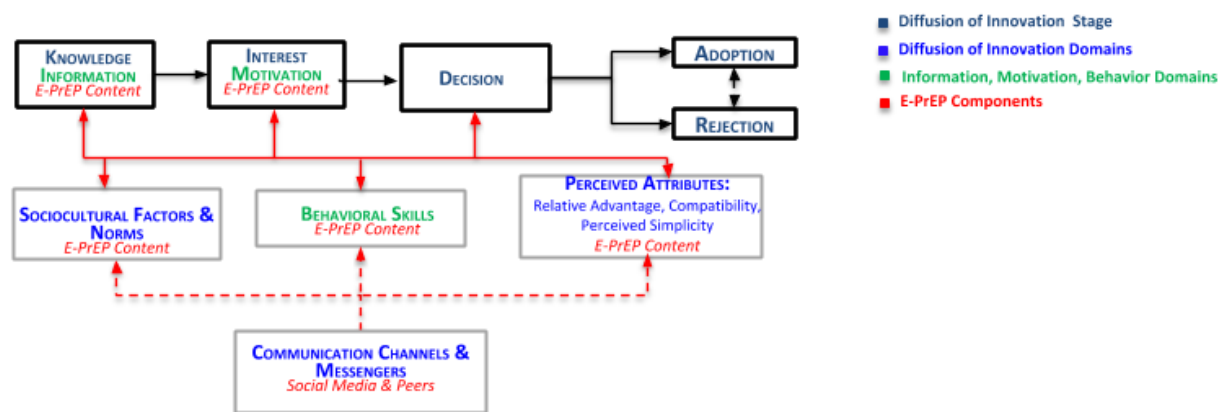 KNOWLEDGE
INFORMATION
E-PrEP Content
INTEREST
MOTIVATION
E-PrEP Content
DECISION
ADOPTION
REJECTION
Diffusion of Innovation Stage
Diffusion of Innovation Domains
Information, Motivation, Behavior Domains
E-PrEP Components
SOCIOCULTURAL FACTORS &
NORMS
E-PrEP Content
BEHAVIORAL SKILLS
E-PrEP Content
PERCEIVED ATTRIBUTES:
Relative Advantage, Compatibility,
Perceived Simplicity
E-PrEP Content
COMMUNICATION CHANNELS &
MESSENGERS
Social Media & Peers